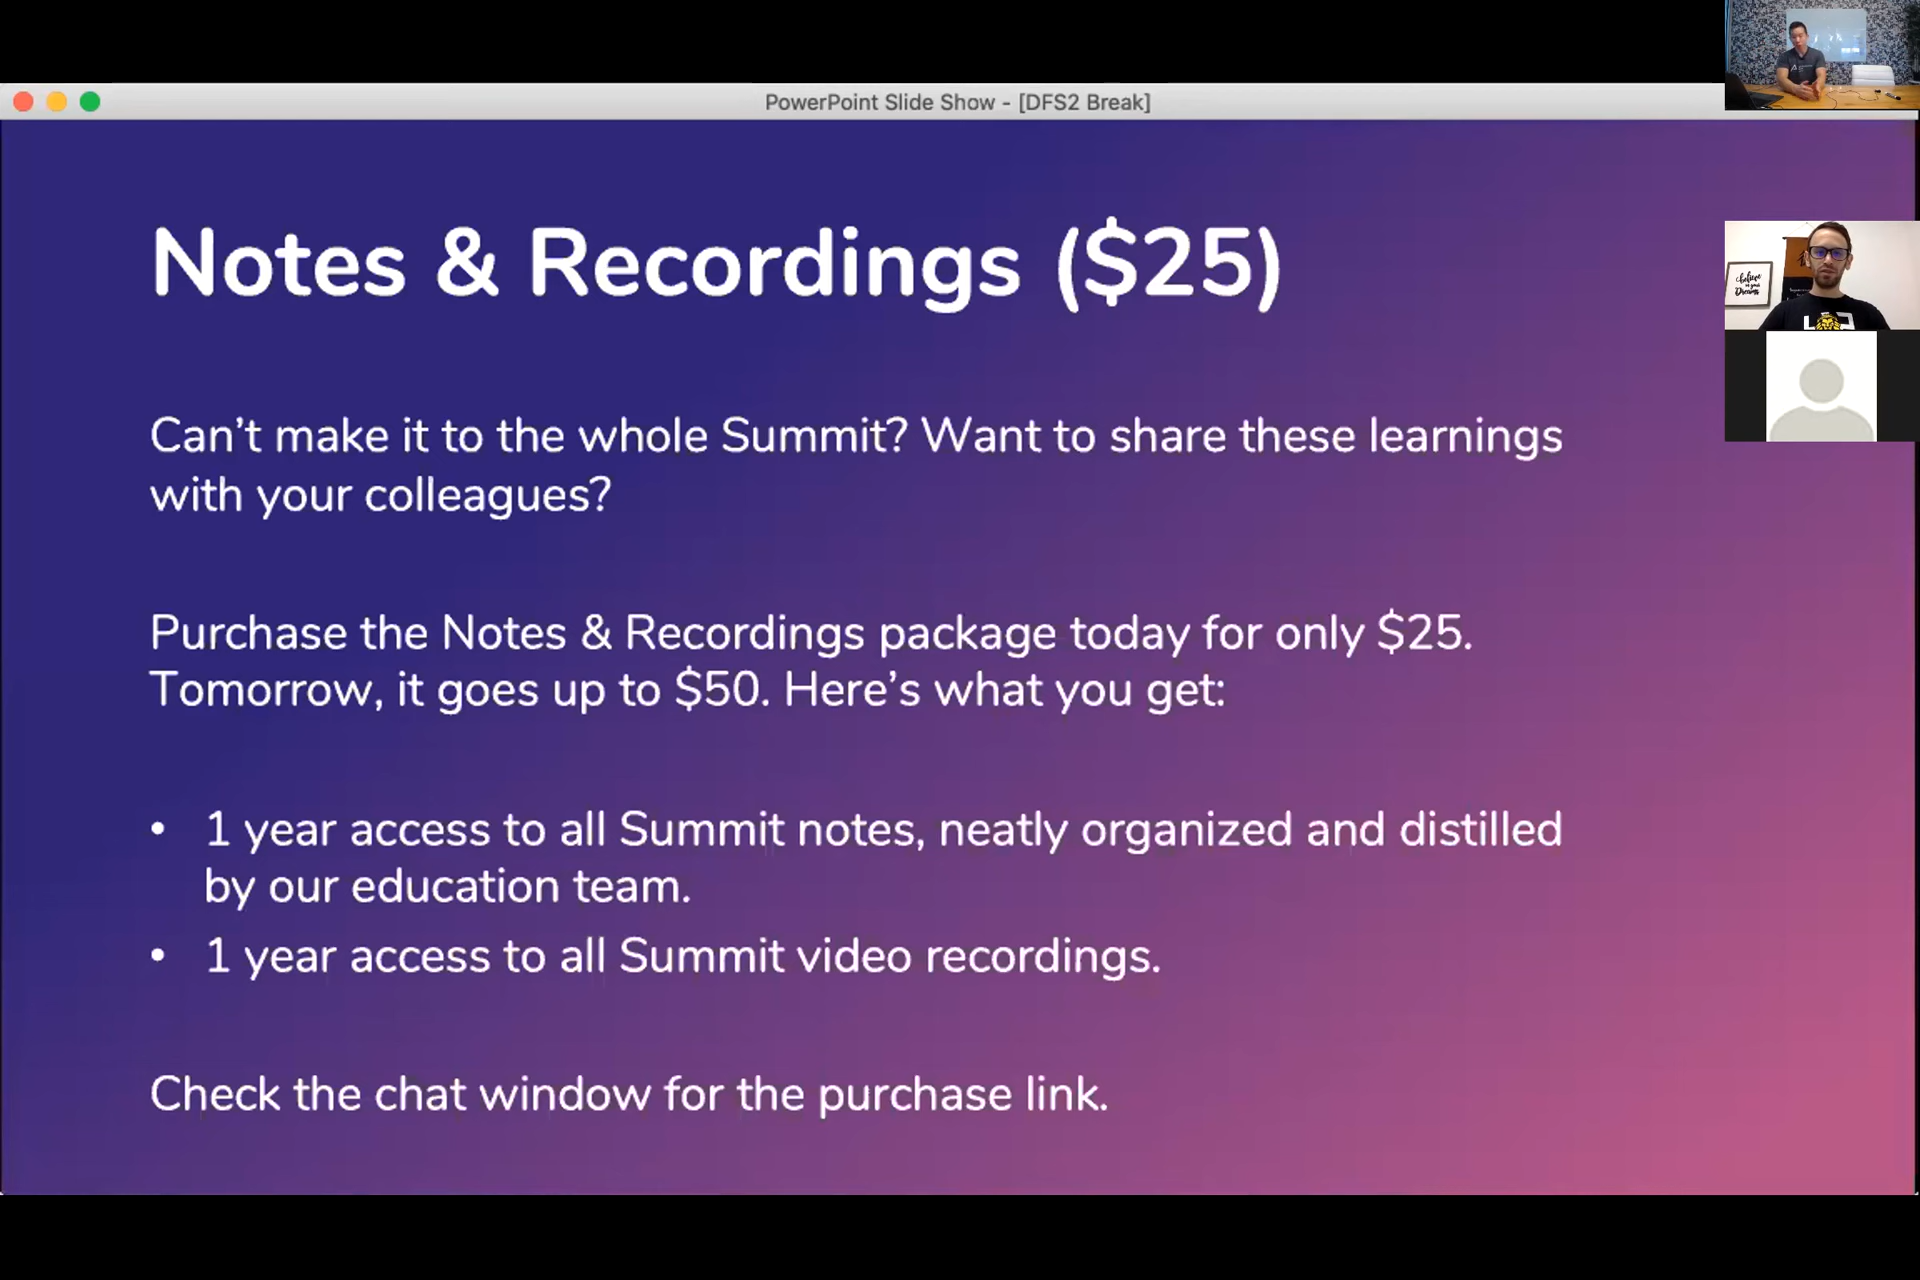 PowerPoint Slide Show - [DFS2 Break]
Notes & Recordings ($25)
Can’t make it to the whole Summit? Want to share these learnings
with your colleagues?
Purchase the Notes & Recordings package today for only $25.
Tomorrow, it goes up to $50. Here’s what you get:
• 1 year access to all Summit notes, neatly organized and distilled
by our education team.
• 1 year access to all Summit video recordings.
Check the chat window for the purchase link.
believe
Dreams